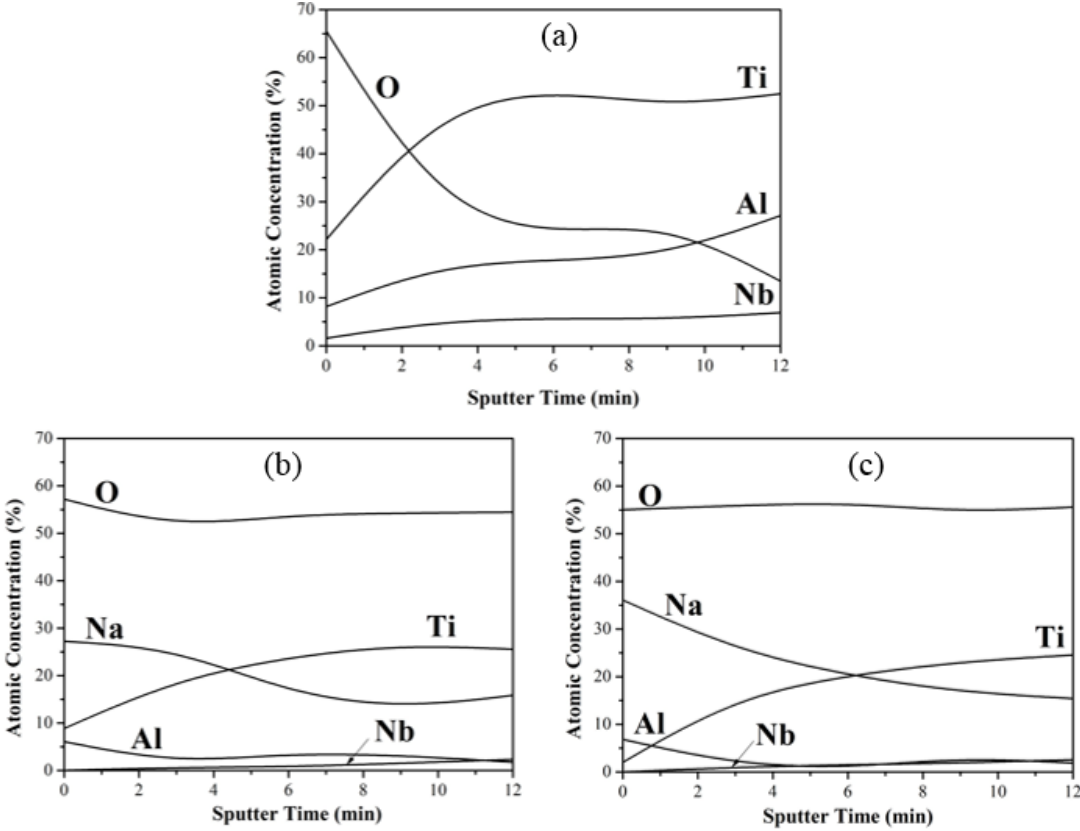 (a)
70
60
50
40
30
20
10
0
Atomic Concentration (%)
O
Ti
Al
Nb
0 2 4 6 8 10 12
Sputter Time (min)
(b)
70
60
50
40
30
20
10
0
Atomic Concentration (%)
O
Na
Ti
Al
Nb
0 2 4 6 8 10 12
Sputter Time (min)
(c)
70
60
50
40
30
20
10
0
Atomic Concentration (%)
O
Na
Ti
Al
Nb
0 2 4 6 8 10 12
Sputter Time (min)